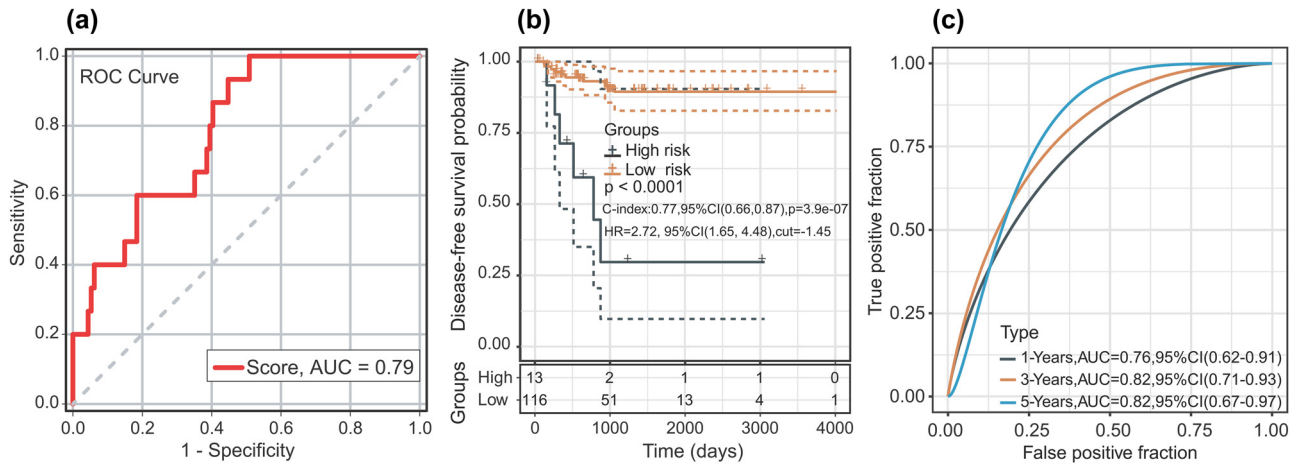 (a)
ROC Curve
1.0
0.8
0.6
0.4
0.2
0.0
Sensitivity
Score, AUC = 0.79
0.0 0.2 0.4 0.6 0.8 1.0
1 - Specificity
(b)
1.00
0.75
0.50
0.25
0.00
Disease-free survival probability
Groups
High risk
Low risk
p < 0.0001
C-index:0.77,95%CI(0.66,0.87),p=3.9e-07
HR=2.72, 95%CI(1.65, 4.48),cut=-1.45
Groups
High 13 2 1 1 0
Low 116 51 13 4 1
0 1000 2000 3000 4000
Time (days)
(c)
1.00
0.75
0.50
0.25
0.00
True positive fraction
Type
1-Years,AUC=0.76,95%CI(0.62-0.91)
3-Years,AUC=0.82,95%CI(0.71-0.93)
5-Years,AUC=0.82,95%CI(0.67-0.97)
0.00 0.25 0.50 0.75 1.00
False positive fraction